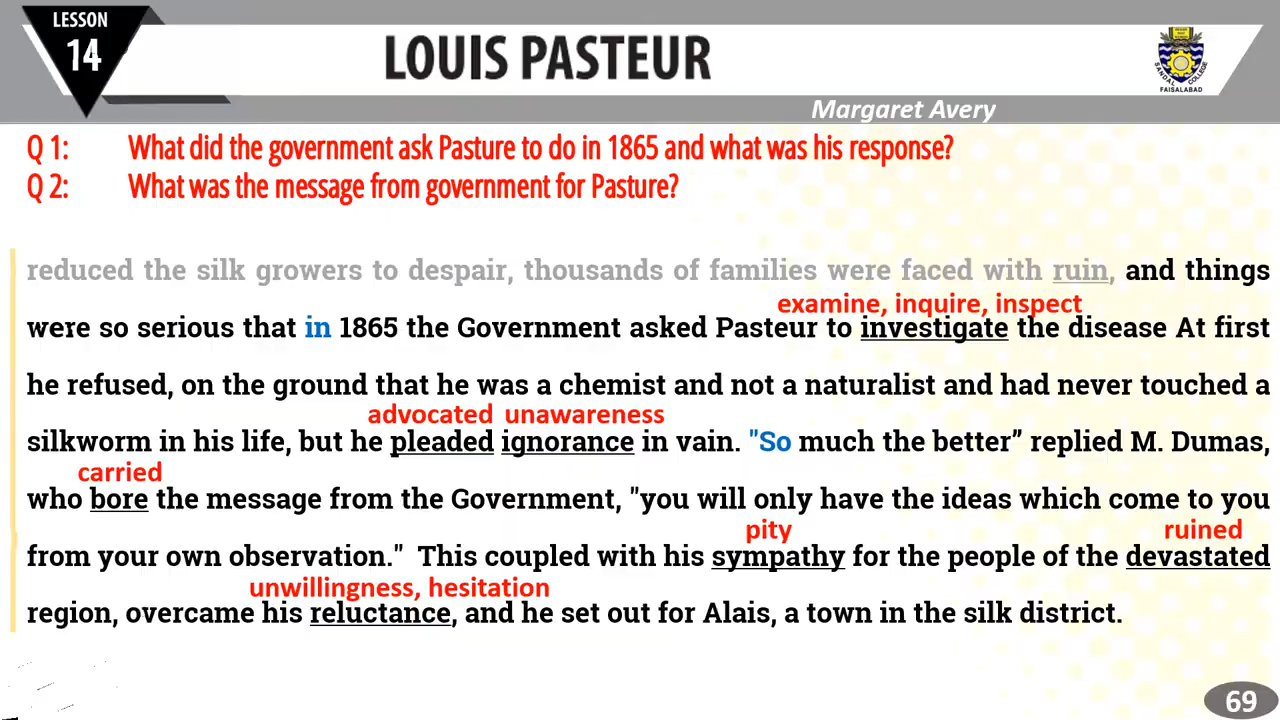 LESSON
14
LOUIS PASTEUR
SANDAL COLLEGE
FAISALABAD
Margaret Avery
Q 1: What did the government ask Pasture to do in 1865 and what was his response?
Q 2: What was the message from government for Pasture?
reduced the silk growers to despair, thousands of families were faced with ruin, and things
examine, inquire, inspect
were so serious that in 1865 the Government asked Pasteur to investigate the disease At first
he refused, on the ground that he was a chemist and not a naturalist and had never touched a
advocated unawareness
silkworm in his life, but he pleaded ignorance in vain. "So much the better” replied M. Dumas,
carried
who bore the message from the Government, "you will only have the ideas which come to you
pity ruined
from your own observation." This coupled with his sympathy for the people of the devastated
unwillingness, hesitation
region, overcame his reluctance, and he set out for Alais, a town in the silk district.
69